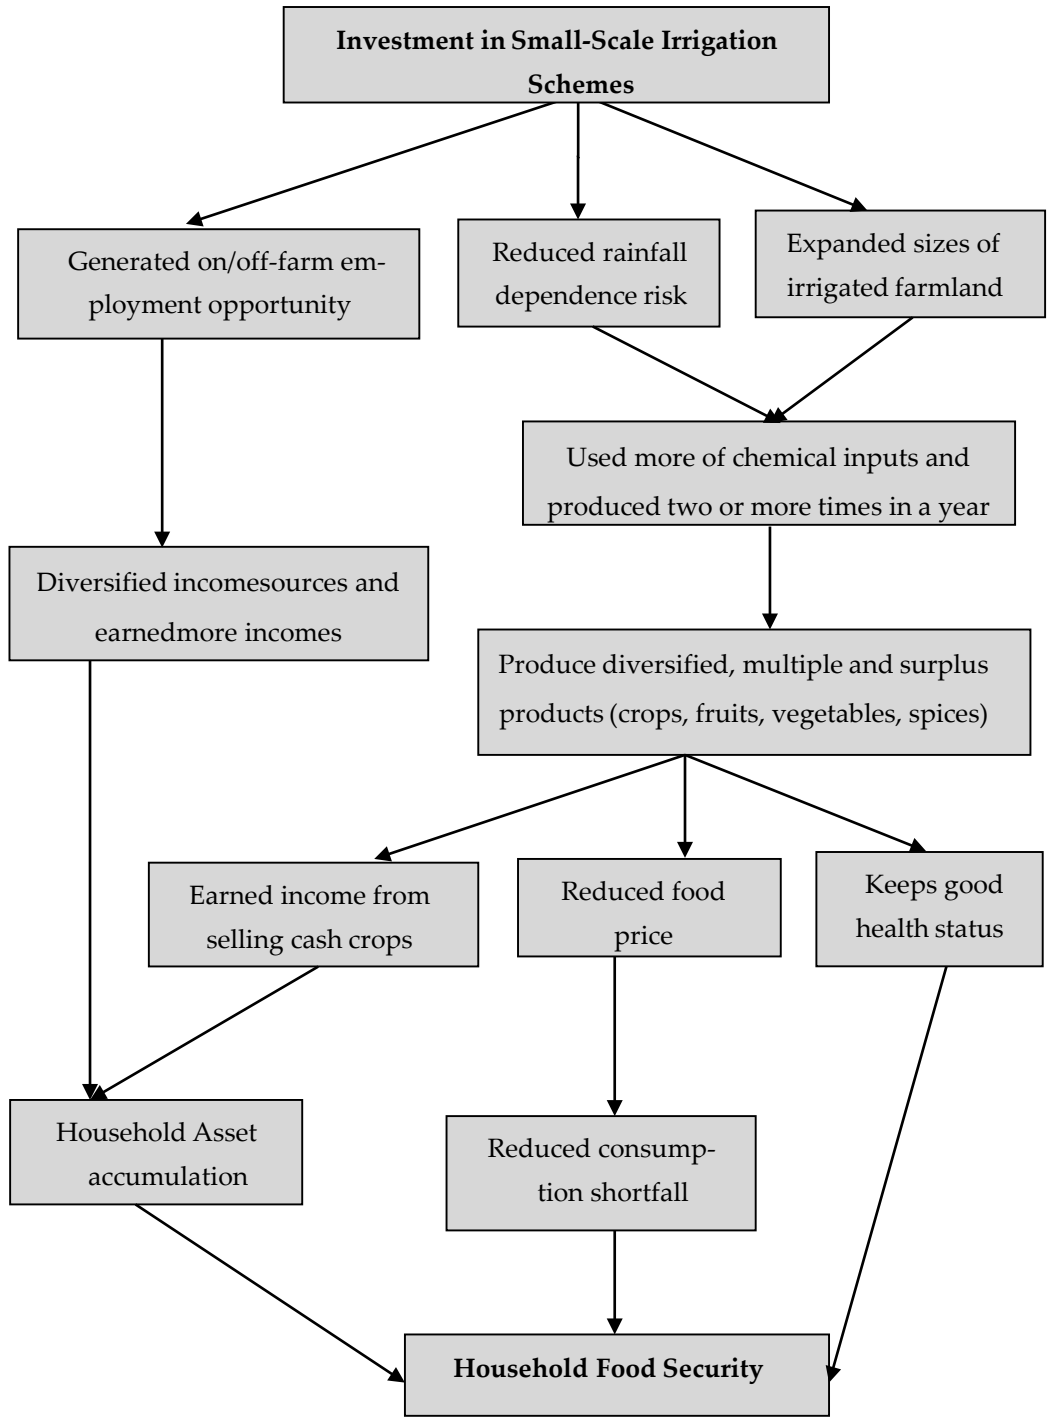 Investment in Small-Scale Irrigation
Schemes
Generated on/off-farm em-
ployment opportunity
Reduced rainfall
dependence risk
Expanded sizes of
irrigated farmland
Used more of chemical inputs and
produced two or more times in a year
Diversified incomesources and
earnedmore incomes
Produce diversified, multiple and surplus
products (crops, fruits, vegetables, spices)
Earned income from
selling cash crops
Reduced food
price
Keeps good
health status
Household Asset
accumulation
Reduced consump-
tion shortfall
Household Food Security